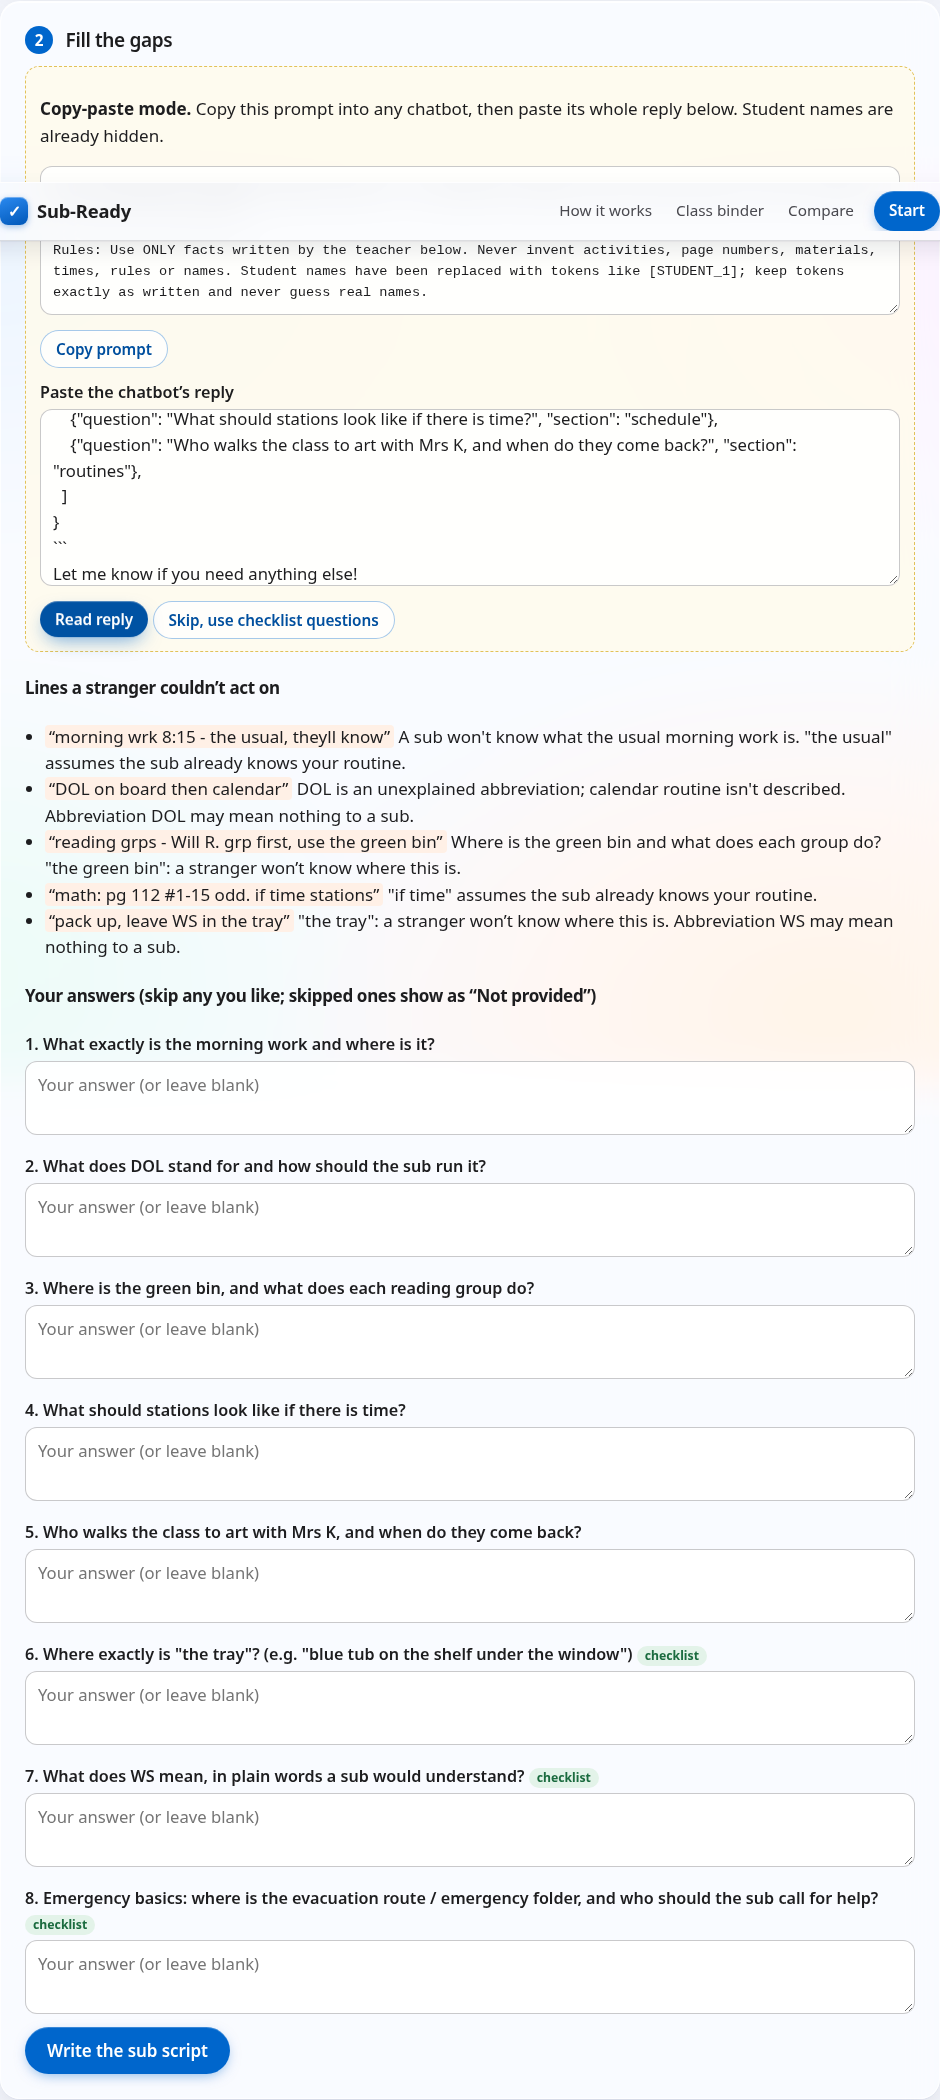 2 Fill the gaps
Copy-paste mode. Copy this prompt into any chatbot, then paste its whole reply below. Student names are
already hidden.
✓ Sub-Ready How it works Class binder Compare Start
Rules: Use ONLY facts written by the teacher below. Never invent activities, page numbers, materials,
times, rules or names. Student names have been replaced with tokens like [STUDENT_1]; keep tokens
exactly as written and never guess real names.
Copy prompt
Paste the chatbot’s reply
{"question": "What should stations look like if there is time?", "section": "schedule"},
{"question": "Who walks the class to art with Mrs K, and when do they come back?", "section":
"routines"},
]
}
```
Let me know if you need anything else!
Read reply Skip, use checklist questions
Lines a stranger couldn’t act on
• “morning wrk 8:15 - the usual, theyll know” A sub won't know what the usual morning work is. "the usual"
assumes the sub already knows your routine.
• “DOL on board then calendar” DOL is an unexplained abbreviation; calendar routine isn't described.
Abbreviation DOL may mean nothing to a sub.
• “reading grps - Will R. grp first, use the green bin” Where is the green bin and what does each group do?
"the green bin": a stranger won’t know where this is.
• “math: pg 112 #1-15 odd. if time stations” "if time" assumes the sub already knows your routine.
• “pack up, leave WS in the tray” "the tray": a stranger won’t know where this is. Abbreviation WS may mean
nothing to a sub.
Your answers (skip any you like; skipped ones show as “Not provided”)
1. What exactly is the morning work and where is it?
Your answer (or leave blank)
2. What does DOL stand for and how should the sub run it?
Your answer (or leave blank)
3. Where is the green bin, and what does each reading group do?
Your answer (or leave blank)
4. What should stations look like if there is time?
Your answer (or leave blank)
5. Who walks the class to art with Mrs K, and when do they come back?
Your answer (or leave blank)
6. Where exactly is "the tray"? (e.g. "blue tub on the shelf under the window") checklist
Your answer (or leave blank)
7. What does WS mean, in plain words a sub would understand? checklist
Your answer (or leave blank)
8. Emergency basics: where is the evacuation route / emergency folder, and who should the sub call for help?
checklist
Your answer (or leave blank)
Write the sub script